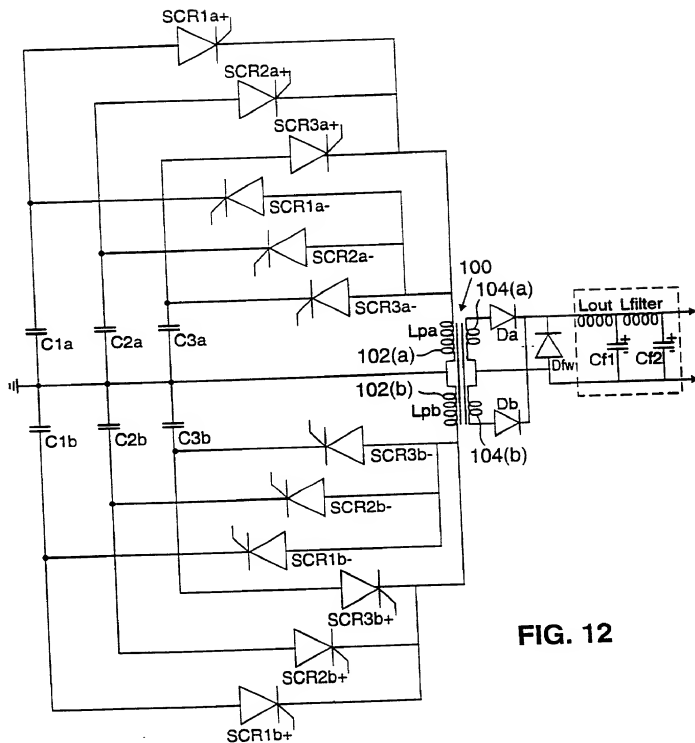 SCR1a+
SCR2a+
SCR3a+
SCR1a-
SCR2a-
SCR3a-
100
104(a)
Lpa
102(a)
Da
Lout Lfilter
C1a
C2a
C3a
Cf1
Cf2
Dfw
102(b)
Lpb
Db
104(b)
C1b
C2b
C3b
SCR3b-
SCR2b-
SCR1b-
SCR3b+
SCR2b+
SCR1b+
FIG. 12